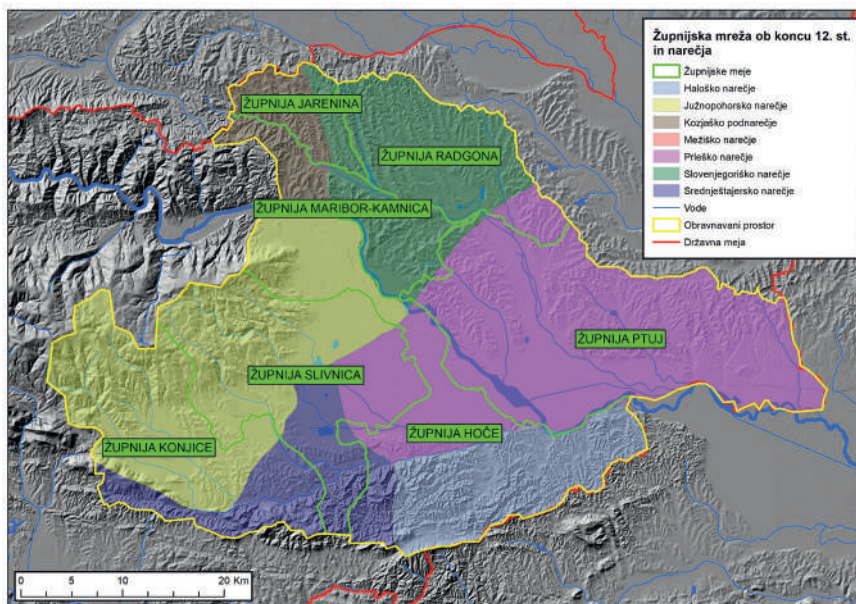 Župnijska mreža ob koncu 12. st.
in narečja
Župnijske meje
Haloško narečje
Južnopohorsko narečje
Kozjaško podnarečje
Mežiško narečje
Prleško narečje
Slovenjegoriško narečje
Srednještajersko narečje
Vode
Obravnavani prostor
Državna meja
ŽUPNIJA JARENINA
ŽUPNIJA RADGONA
ŽUPNIJA MARIBOR-KAMNICA
ŽUPNIJA PTUJ
ŽUPNIJA SLIVNICA
ŽUPNIJA HOČE
ŽUPNIJA KONJICE
0 5 10 20 Km